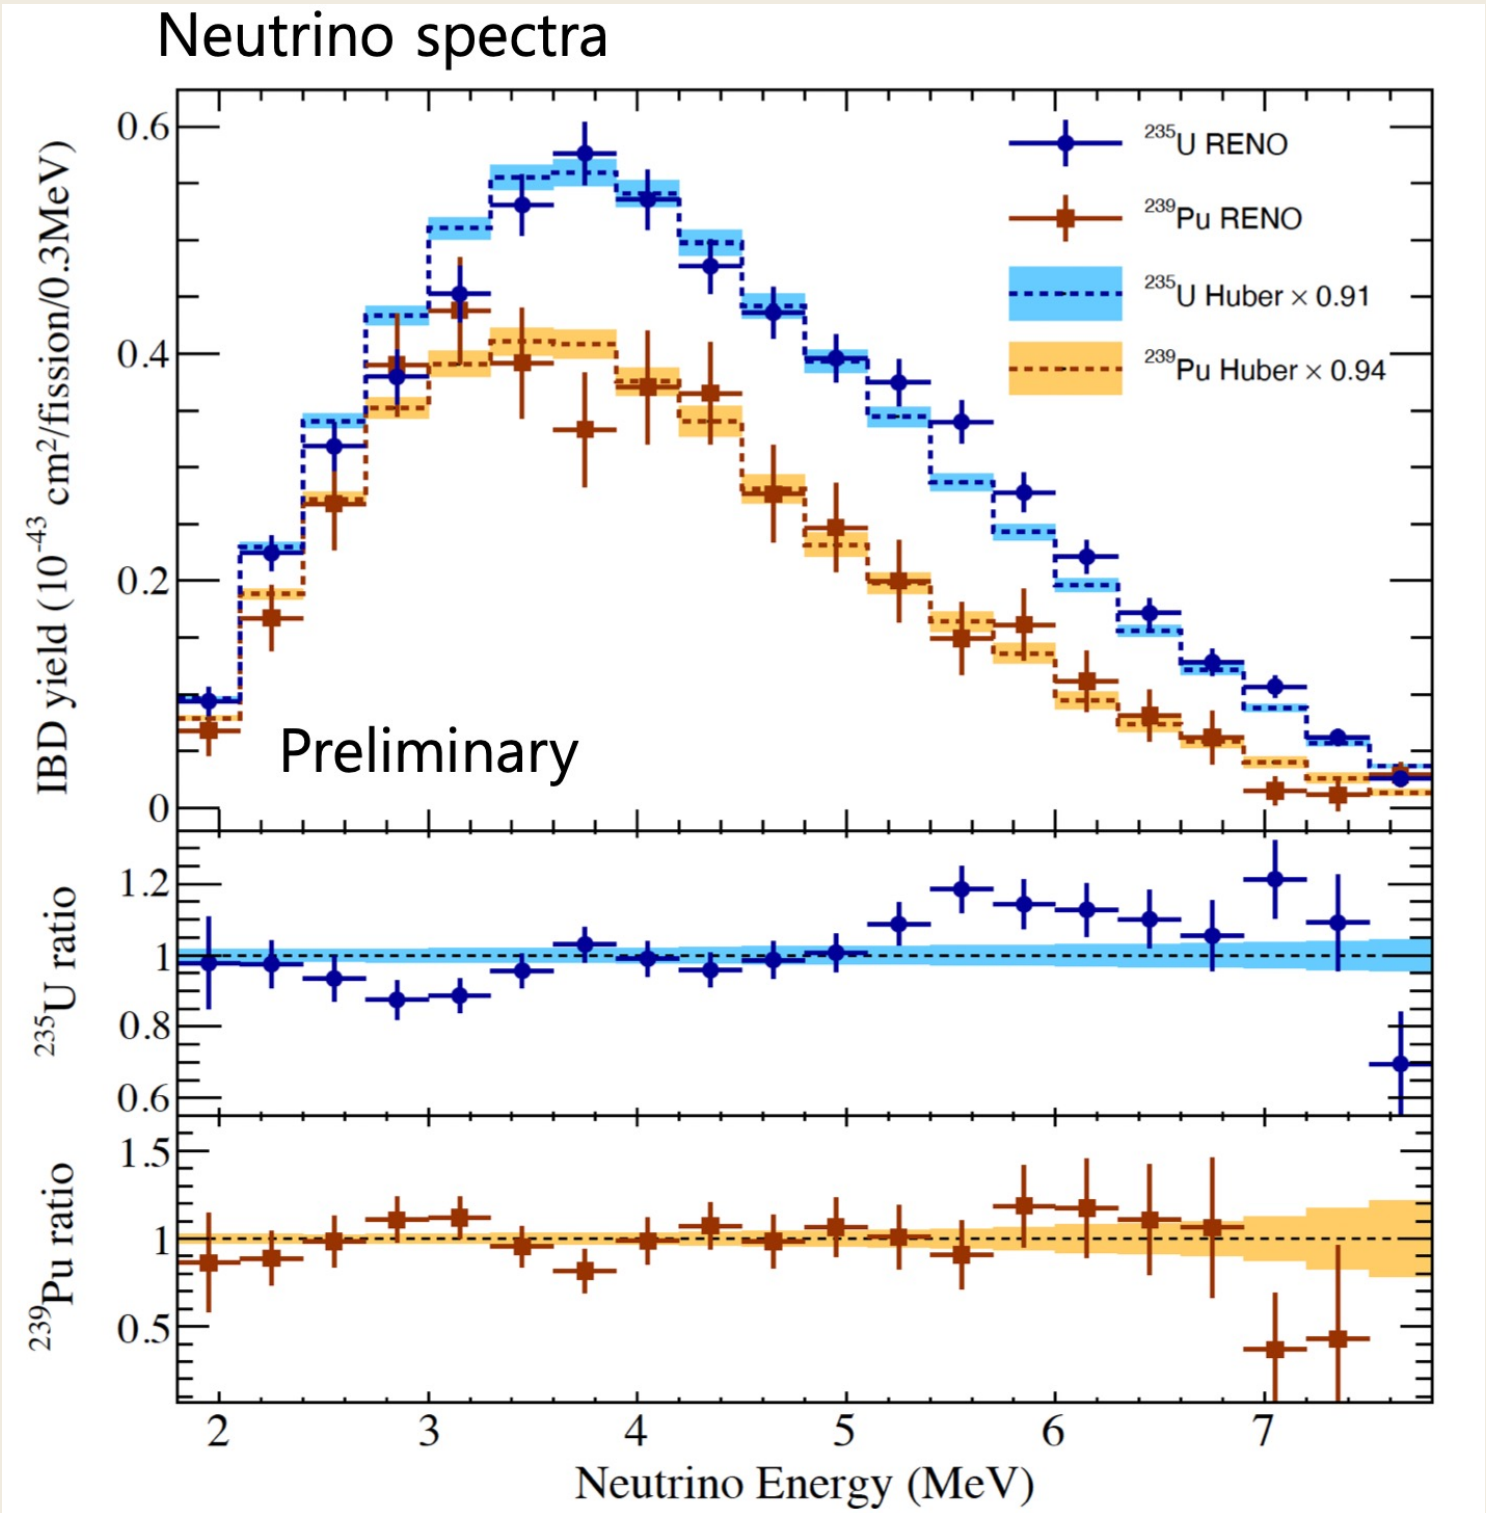 Neutrino spectra
IBD yield (10⁻⁴³ cm²/fission/0.3MeV)
0.6
0.4
0.2
0
²³⁵U RENO
²³⁹Pu RENO
²³⁵U Huber × 0.91
²³⁹Pu Huber × 0.94
Preliminary
²³⁵U ratio
1.2
1
0.8
0.6
²³⁹Pu ratio
1.5
1
0.5
2 3 4 5 6 7
Neutrino Energy (MeV)